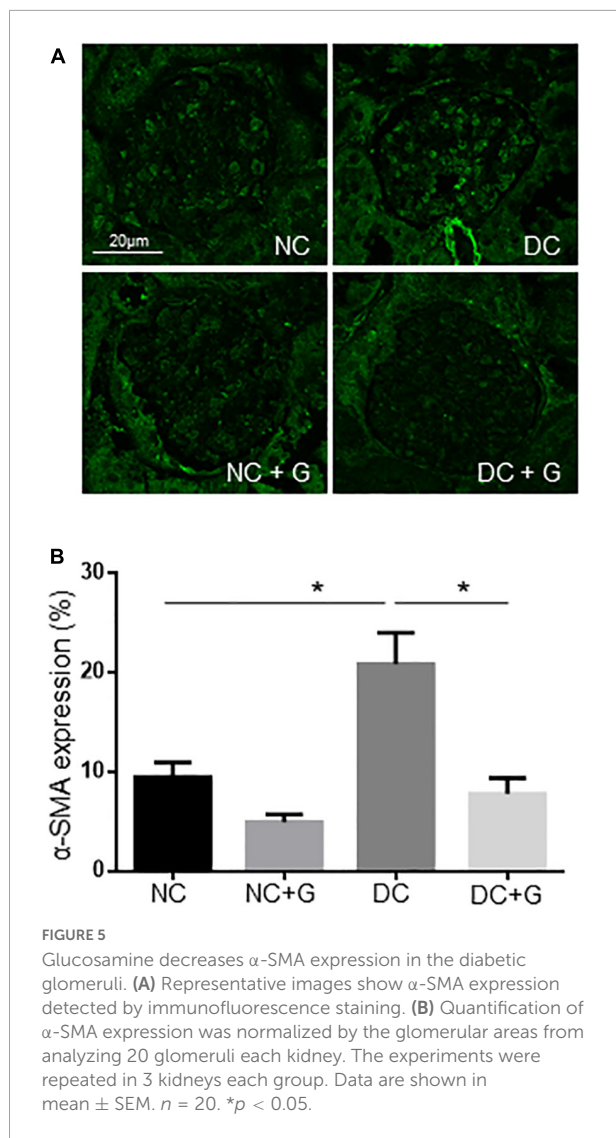 A
20µm
NC
DC
NC + G
DC + G
B
α-SMA expression (%)
30
20
10
0
*
*
NC
NC+G
DC
DC+G
FIGURE 5
Glucosamine decreases α-SMA expression in the diabetic
glomeruli. (A) Representative images show α-SMA expression
detected by immunofluorescence staining. (B) Quantification of
α-SMA expression was normalized by the glomerular areas from
analyzing 20 glomeruli each kidney. The experiments were
repeated in 3 kidneys each group. Data are shown in
mean ± SEM. n = 20. *p < 0.05.